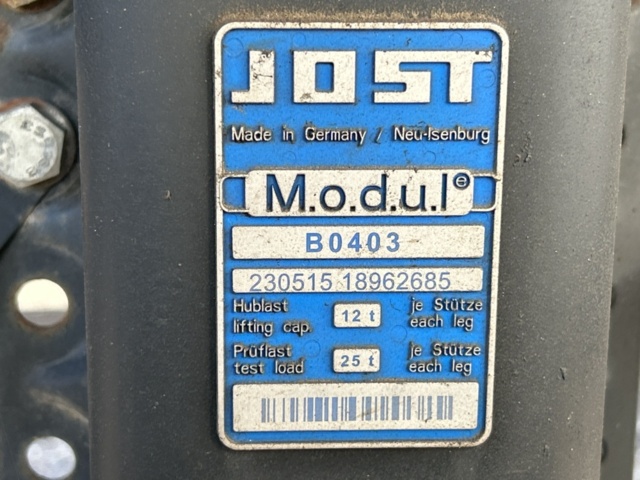 JOST
Made in Germany / Neu-Isenburg
M.o.d.u.l e
B0403
230515 18962685
Hublast 12 t je Stütze
lifting cap. each leg
Prüflast 25 t je Stütze
test load each leg